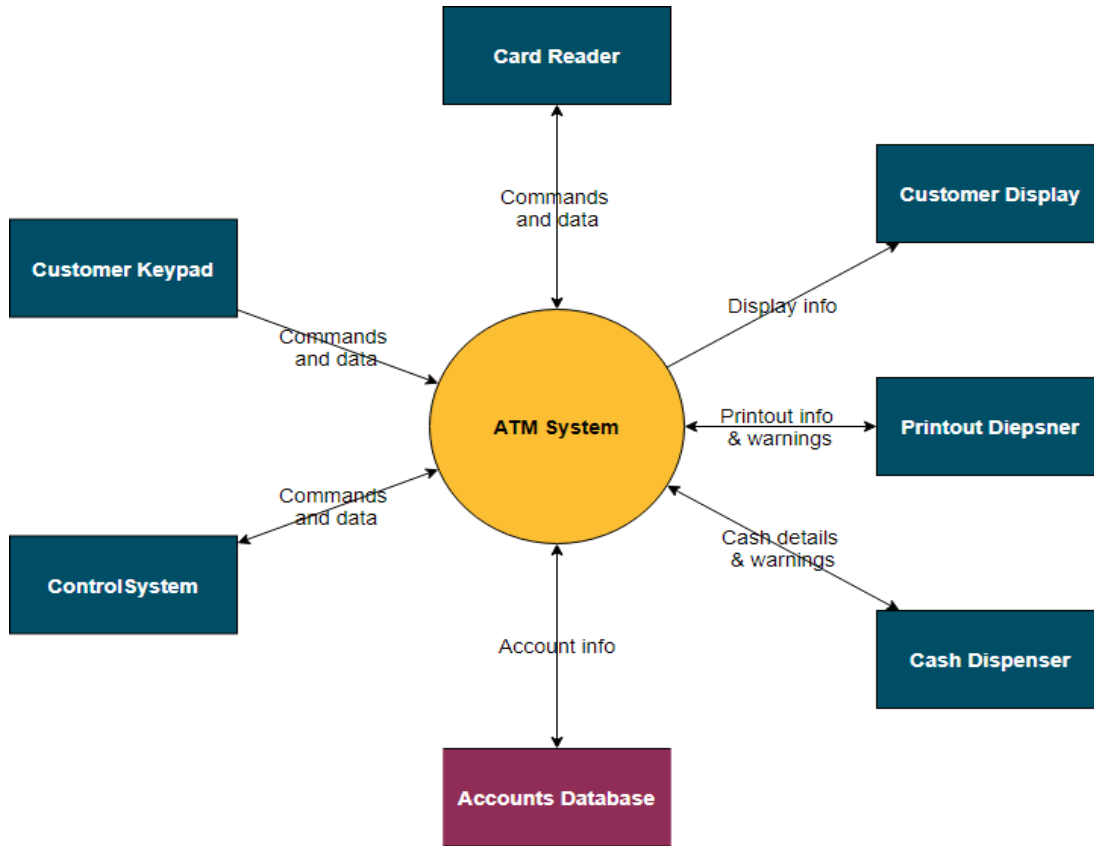 Card Reader
Commands
and data
Customer Display
Customer Keypad
Display info
Commands
and data
ATM System
Printout info
& warnings
Printout Diepsner
Commands
and data
ControlSystem
Cash details
& warnings
Account info
Cash Dispenser
Accounts Database